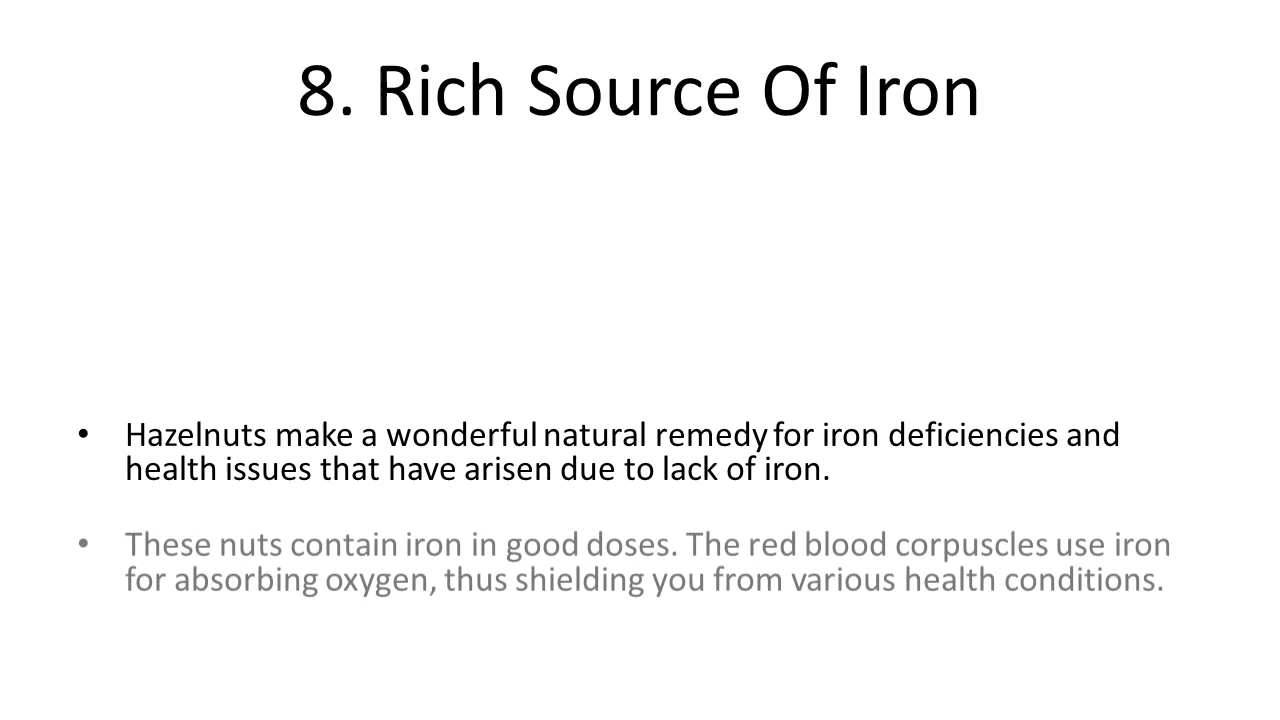 8. Rich Source Of Iron
• Hazelnuts make a wonderful natural remedy for iron deficiencies and
health issues that have arisen due to lack of iron.
• These nuts contain iron in good doses. The red blood corpuscles use iron
for absorbing oxygen, thus shielding you from various health conditions.